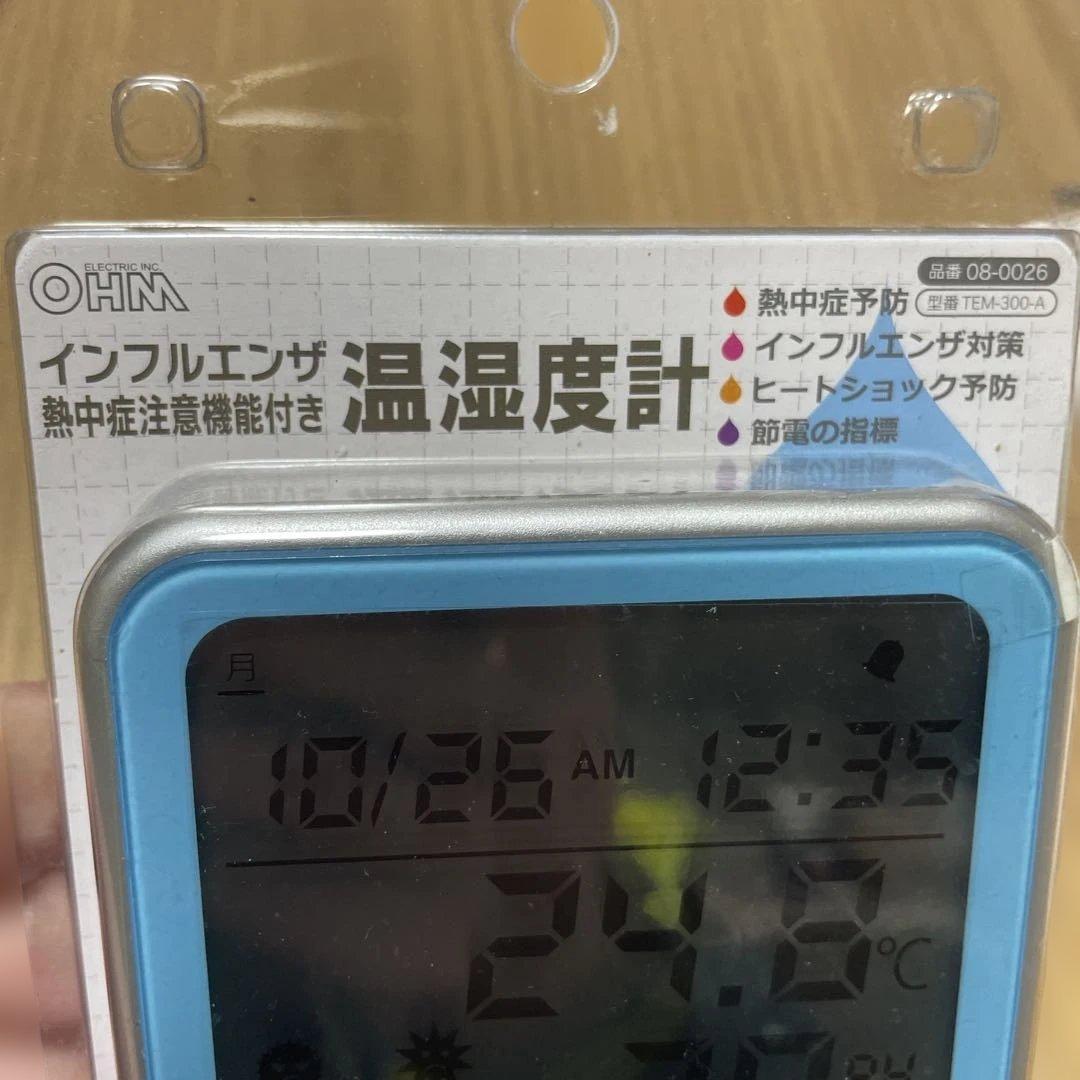 ELECTRIC INC.
OHM
インフルエンザ
熱中症注意機能付き
温湿度計
熱中症予防
インフルエンザ対策
ヒートショック予防
節電の指標
品番 08-0026
型番 TEM-300-A
月
10/26 AM 12:35
24.8℃